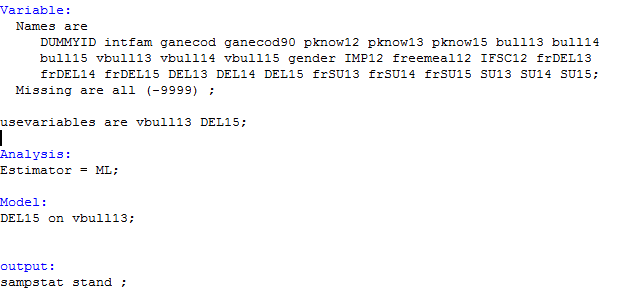 Variable:
Names are
DUMMYID intfam ganecod ganecod90 pknow12 pknow13 pknow15 bull13 bull14
bull15 vbull13 vbull14 vbull15 gender IMP12 freemeal12 IFSC12 frDEL13
frDEL14 frDEL15 DEL13 DEL14 DEL15 frSU13 frSU14 frSU15 SU13 SU14 SU15;
Missing are all (-9999) ;
usevariables are vbull13 DEL15;
Analysis:
Estimator = ML;
Model:
DEL15 on vbull13;
output:
sampstat stand ;